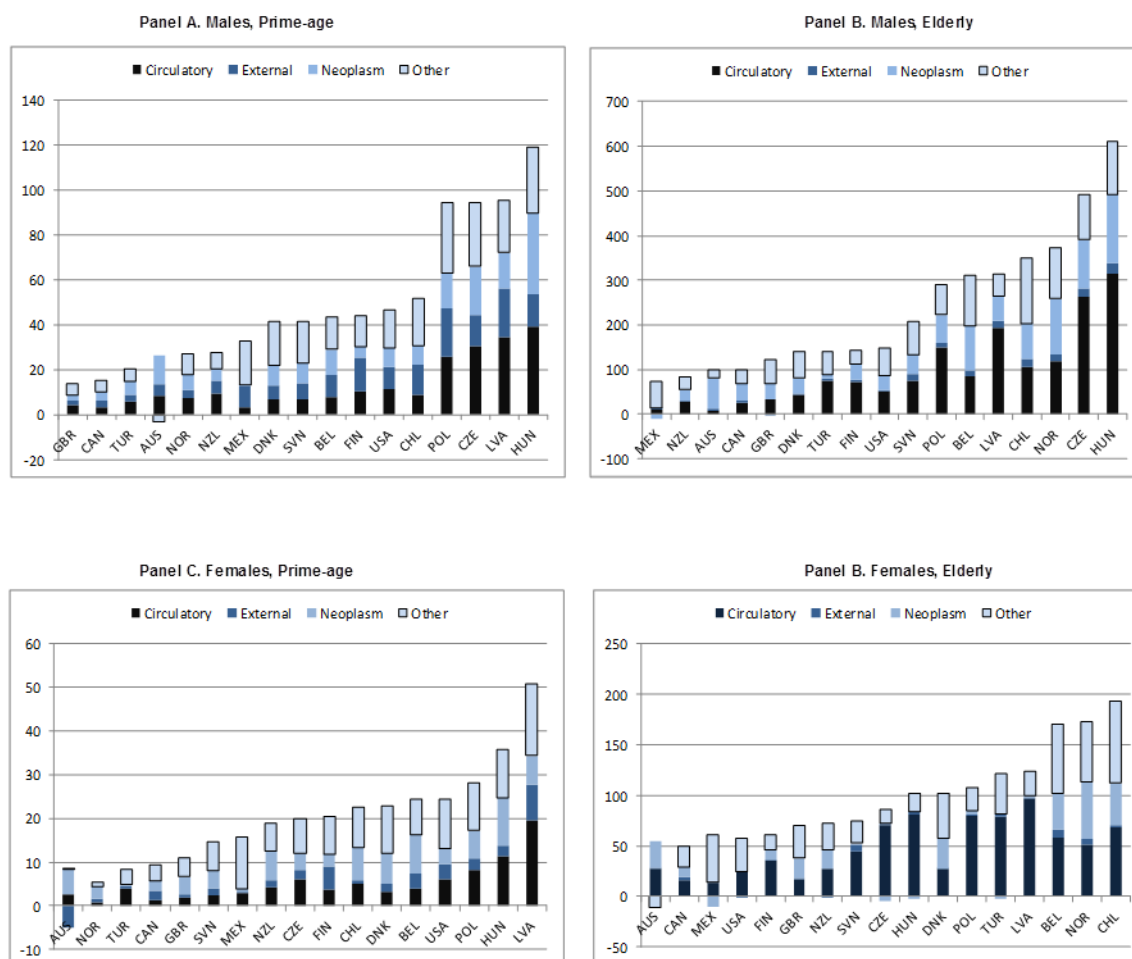 Panel A. Males, Prime-age
Circulatory External Neoplasm Other
140
120
100
80
60
40
20
0
-20
GBR CAN TUR AUS NOR NZL MEX DNK SVN BEL FIN USA CHL POL CZE LVA HUN
Panel B. Males, Elderly
Circulatory External Neoplasm Other
700
600
500
400
300
200
100
0
-100
MEX NZL AUS CAN GBR DNK TUR FIN USA SVN POL BEL LVA CHL NOR CZE HUN
Panel C. Females, Prime-age
Circulatory External Neoplasm Other
60
50
40
30
20
10
0
-10
AUS NOR TUR CAN GBR SVN MEX NZL CZE FIN CHL DNK BEL USA POL HUN LVA
Panel B. Females, Elderly
Circulatory External Neoplasm Other
250
200
150
100
50
0
-50
AUS CAN MEX USA FIN GBR NZL SVN CZE HUN DNK POL TUR LVA BEL NOR CHL